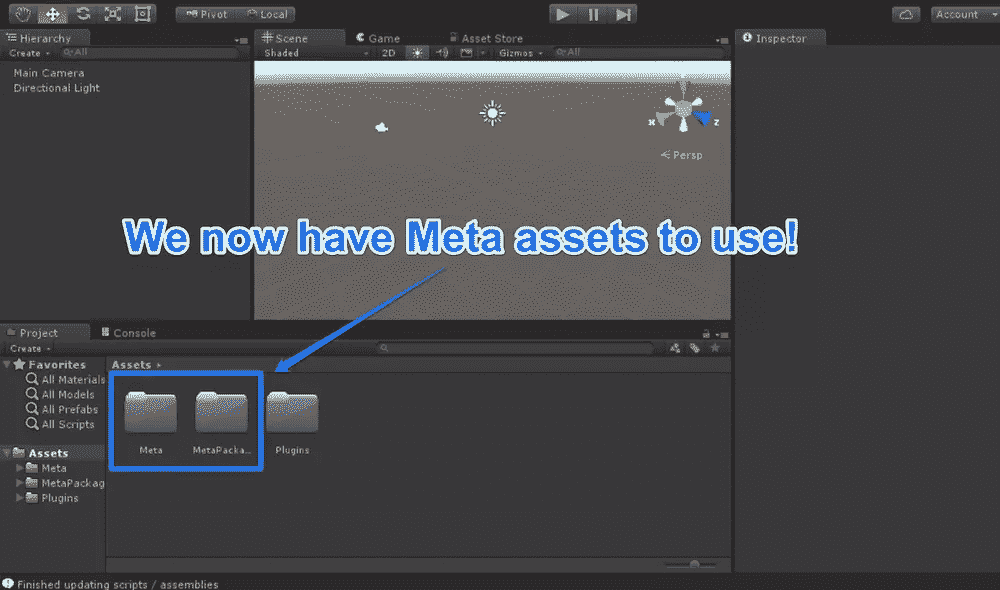 Pivot Local Account
Hierarchy Scene Game Asset Store Inspector
Create All Shaded 2D Gizmos All
Main Camera
Directional Light
X Z
Persp
We now have Meta assets to use!
Project Console
Create
Favorites Assets
All Materials
All Models
All Prefabs
All Scripts
Meta MetaPacka... Plugins
Assets
Meta
MetaPackag
Plugins
Finished updating scripts / assemblies